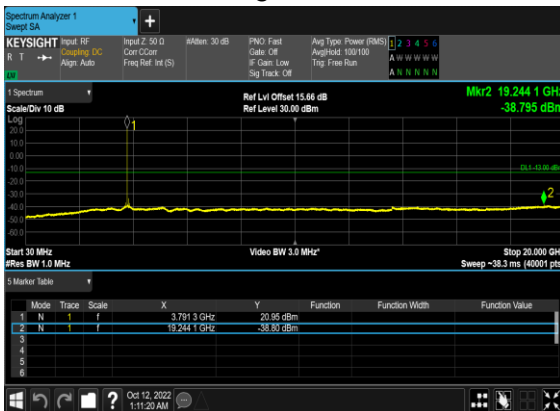 Spectrum Analyzer 1
Swept SA
KEYSIGHT
R T
LV
Input: RF
Coupling: DC
Align: Auto
Input Z: 50 Ω
Corr CCorr
Freq Ref: Int (S)
#Atten: 30 dB
PNO: Fast
Gate: Off
IF Gain: Low
Sig Track: Off
Avg Type: Power (RMS)
Avg|Hold: 100/100
Trig: Free Run
1 2 3 4 5 6
A W W W W W
A N N N N N
1 Spectrum
Scale/Div 10 dB
Ref Lvl Offset 15.66 dB
Ref Level 30.00 dBm
Mkr2 19.244 1 GHz
-38.795 dBm
Log
20.0
10.0
0.00
-10.0
-20.0
-30.0
-40.0
-50.0
-60.0
1
DL1 -13.00 dBm
2
Start 30 MHz
#Res BW 1.0 MHz
Video BW 3.0 MHz*
Stop 20.000 GHz
Sweep ~38.3 ms (40001 pts)
5 Marker Table
Mode Trace Scale X Y Function Function Width Function Value
1 N 1 f 3.791 3 GHz 20.95 dBm
2 N 1 f 19.244 1 GHz -38.80 dBm
3
4
5
6
?
Oct 12, 2022
1:11:20 AM